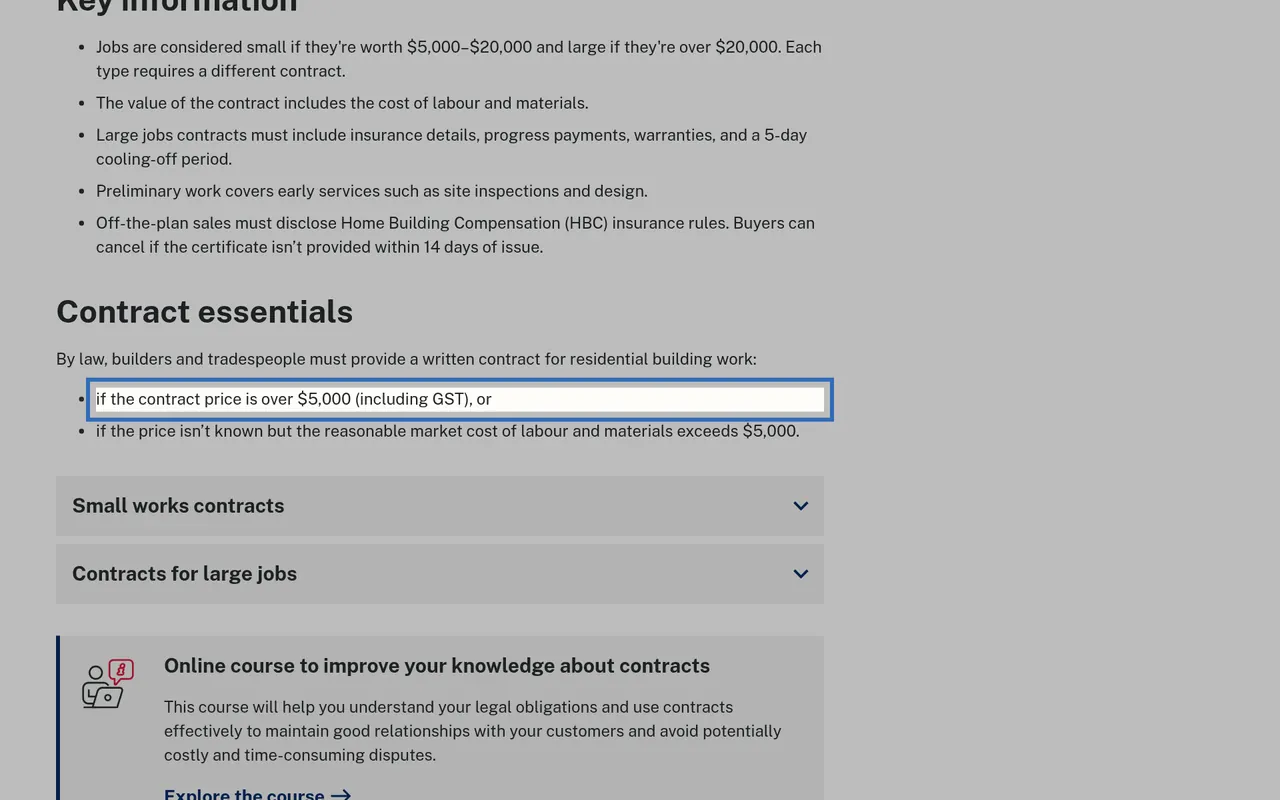 Key information
Jobs are considered small if they're worth $5,000–$20,000 and large if they're over $20,000. Each
type requires a different contract.
The value of the contract includes the cost of labour and materials.
Large jobs contracts must include insurance details, progress payments, warranties, and a 5-day
cooling-off period.
Preliminary work covers early services such as site inspections and design.
Off-the-plan sales must disclose Home Building Compensation (HBC) insurance rules. Buyers can
cancel if the certificate isn’t provided within 14 days of issue.
Contract essentials
By law, builders and tradespeople must provide a written contract for residential building work:
if the contract price is over $5,000 (including GST), or
if the price isn’t known but the reasonable market cost of labour and materials exceeds $5,000.
Small works contracts
Contracts for large jobs
Online course to improve your knowledge about contracts
This course will help you understand your legal obligations and use contracts
effectively to maintain good relationships with your customers and avoid potentially
costly and time-consuming disputes.
Explore the course